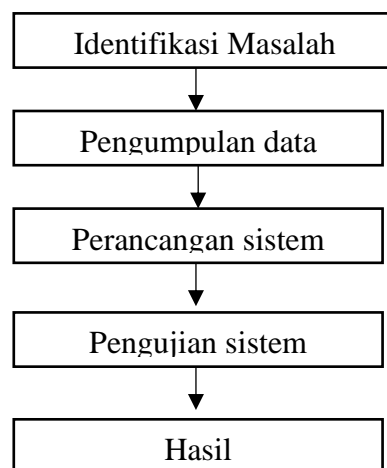 Identifikasi Masalah
Pengumpulan data
Perancangan sistem
Pengujian sistem
Hasil